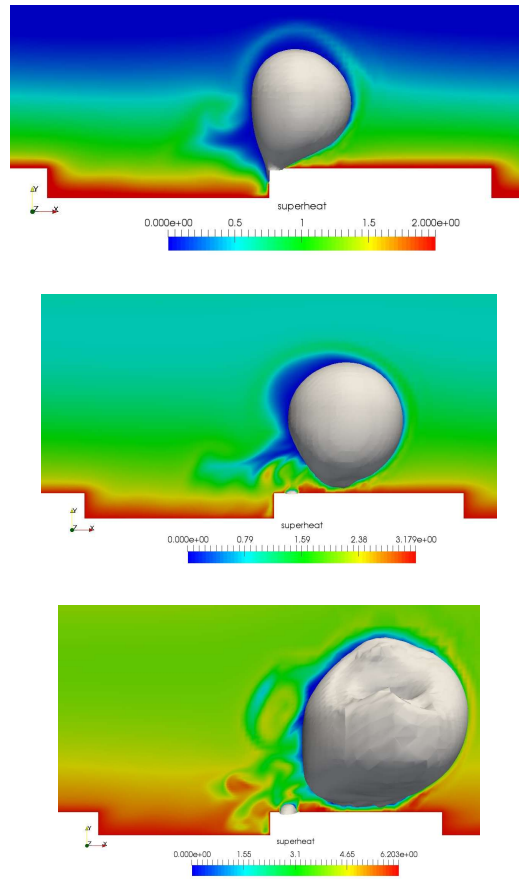 Y
Z X
superheat
0.000e+00 0.5 1 1.5 2.000e+00
Y
Z X
superheat
0.000e+00 0.79 1.59 2.38 3.179e+00
Y
Z X
superheat
0.000e+00 1.55 3.1 4.65 6.203e+00